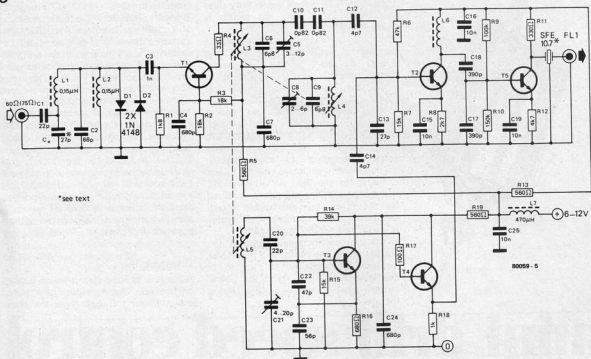 60Ω/75Ω
C1
22p
L1
0,15µH
Cx
*
27p
L2
0,15µH
C2
68p
D1
D2
2X
1N
4148
C3
1n
R1
1k8
T1
C4
680p
R2
18k
R3
18k
R4
33Ω
L3
C6
6p8
C5
3...12p
C7
680p
C10
0p82
C11
0p82
C8
2...6p
C9
6p8
L4
C12
4p7
C13
27p
C14
4p7
R5
560Ω
R6
47k
R7
15k
T2
C15
10n
R8
2k7
L6
C16
10n
C18
390p
C17
390p
R9
100k
R10
150k
T5
C19
10n
R11
330Ω
R12
4k7
SFE
10,7*
FL1
R13
560Ω
R19
560Ω
L7
470µH
6–12V
C25
10n
*see text
L5
C20
22p
C21
4...20p
R14
39k
C22
47p
C23
56p
R15
15k
T3
R16
680Ω
C24
680p
R17
100Ω
T4
R18
1k
0
80059 - 5